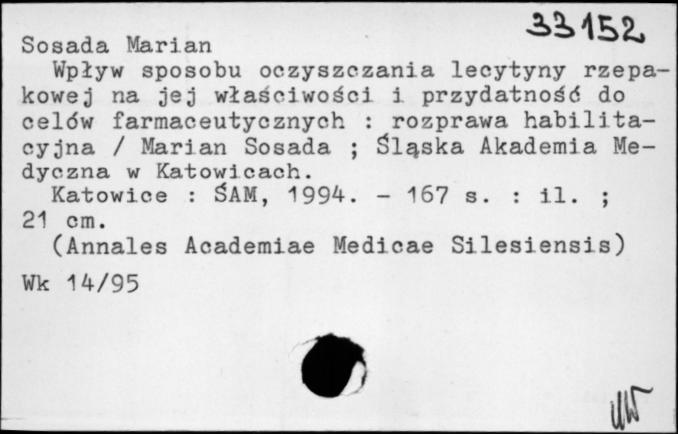 33152
Sosada Marian
Wpływ sposobu oczyszczania lecytyny rzepa-
kowej na jej właściwości i przydatność do
celów farmaceutycznych : rozprawa habilita-
cyjna / Marian Sosada ; Śląska Akademia Me-
dyczna w Katowicach.
Katowice : ŚAM, 1994. - 167 s. : il. ;
21 cm.
(Annales Academiae Medicae Silesiensis)
Wk 14/95